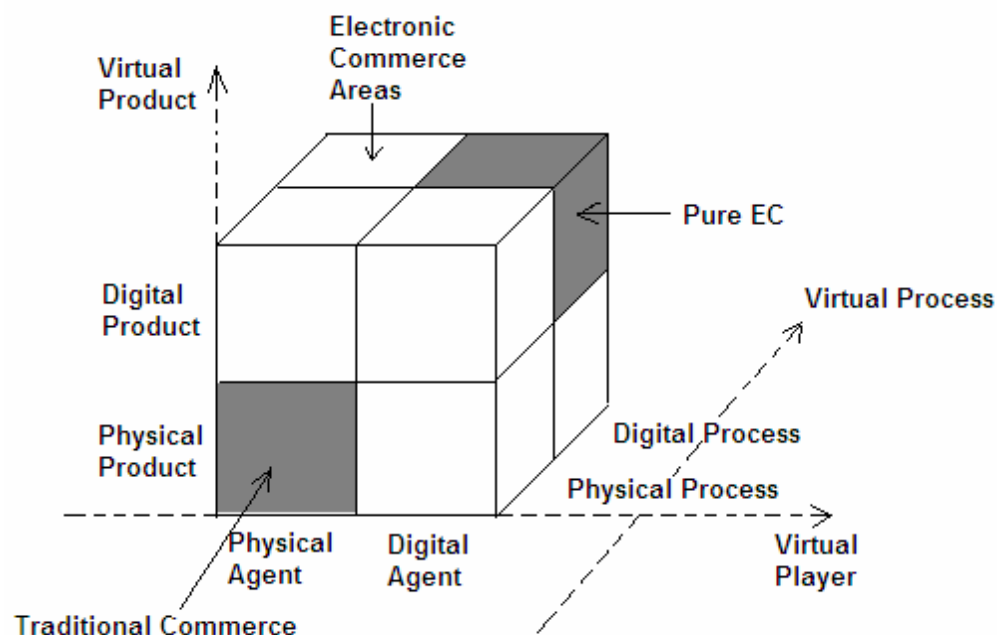 Electronic
Commerce
Areas
Virtual
Product
Pure EC
Digital
Product
Virtual Process
Physical
Product
Digital Process
Physical Process
Physical
Agent
Digital
Agent
Virtual
Player
Traditional Commerce